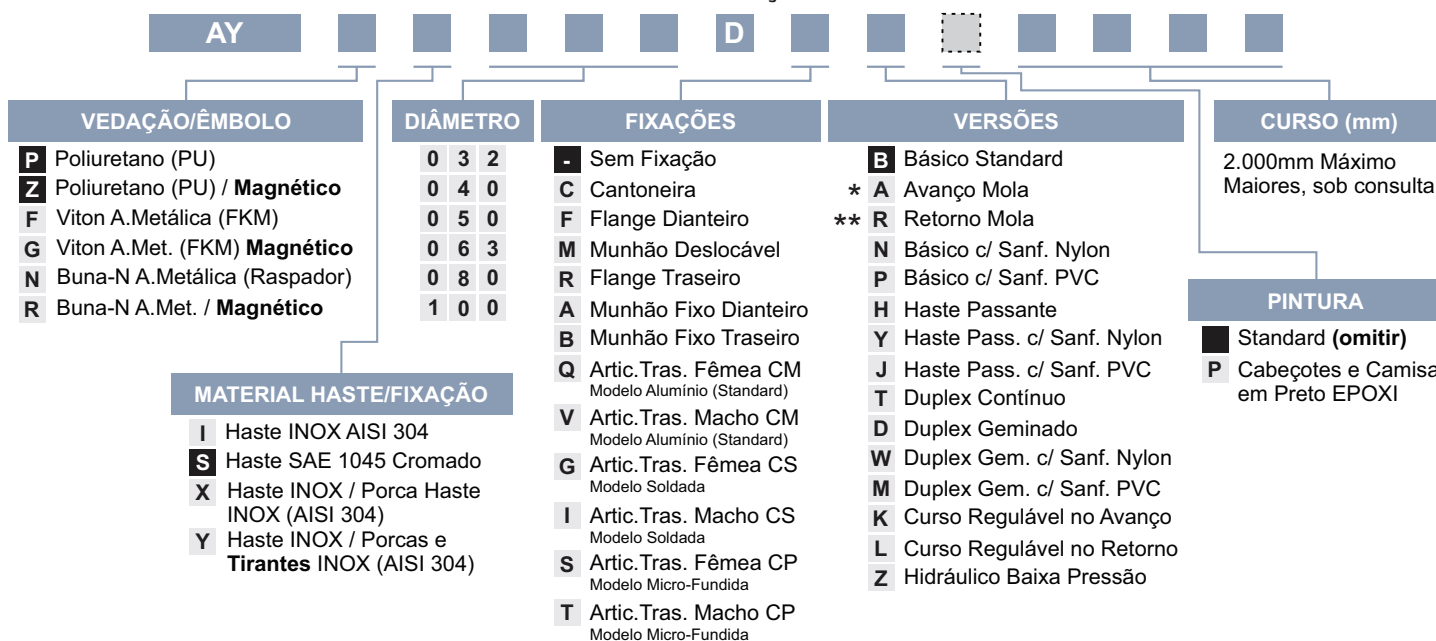 AY D
VEDAÇÃO/ÊMBOLO
P Poliuretano (PU)
Z Poliuretano (PU) / Magnético
F Viton A.Metálica (FKM)
G Viton A.Met. (FKM) Magnético
N Buna-N A.Metálica (Raspador)
R Buna-N A.Met. / Magnético
MATERIAL HASTE/FIXAÇÃO
I Haste INOX AISI 304
S Haste SAE 1045 Cromado
X Haste INOX / Porca Haste
INOX (AISI 304)
Y Haste INOX / Porcas e
Tirantes INOX (AISI 304)
DIÂMETRO
0 3 2
0 4 0
0 5 0
0 6 3
0 8 0
1 0 0
FIXAÇÕES
- Sem Fixação
C Cantoneira
F Flange Dianteiro
M Munhão Deslocável
R Flange Traseiro
A Munhão Fixo Dianteiro
B Munhão Fixo Traseiro
Q Artic.Tras. Fêmea CM
Modelo Alumínio (Standard)
V Artic.Tras. Macho CM
Modelo Alumínio (Standard)
G Artic.Tras. Fêmea CS
Modelo Soldada
I Artic.Tras. Macho CS
Modelo Soldada
S Artic.Tras. Fêmea CP
Modelo Micro-Fundida
T Artic.Tras. Macho CP
Modelo Micro-Fundida
VERSÕES
B Básico Standard
* A Avanço Mola
** R Retorno Mola
N Básico c/ Sanf. Nylon
P Básico c/ Sanf. PVC
H Haste Passante
Y Haste Pass. c/ Sanf. Nylon
J Haste Pass. c/ Sanf. PVC
T Duplex Contínuo
D Duplex Geminado
W Duplex Gem. c/ Sanf. Nylon
M Duplex Gem. c/ Sanf. PVC
K Curso Regulável no Avanço
L Curso Regulável no Retorno
Z Hidráulico Baixa Pressão
CURSO (mm)
2.000mm Máximo
Maiores, sob consulta
PINTURA
Standard (omitir)
P Cabeçotes e Camisa
em Preto EPOXI